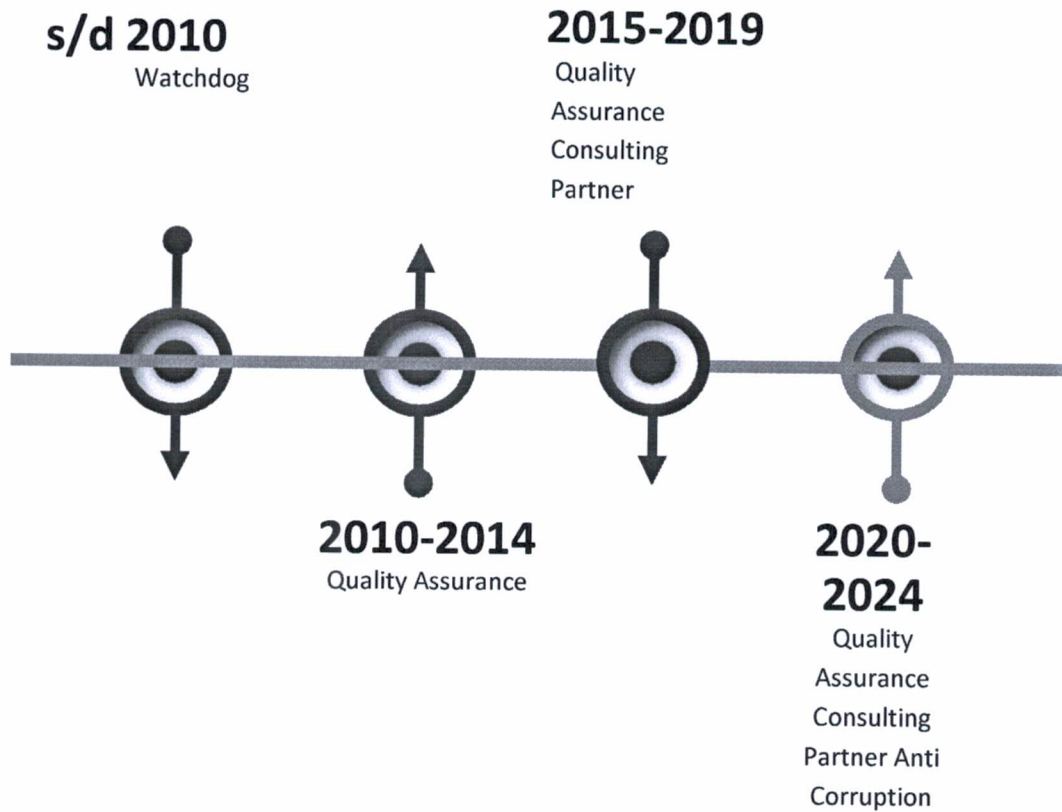 s/d 2010
Watchdog
2010-2014
Quality Assurance
2015-2019
Quality
Assurance
Consulting
Partner
2020-
2024
Quality
Assurance
Consulting
Partner Anti
Corruption